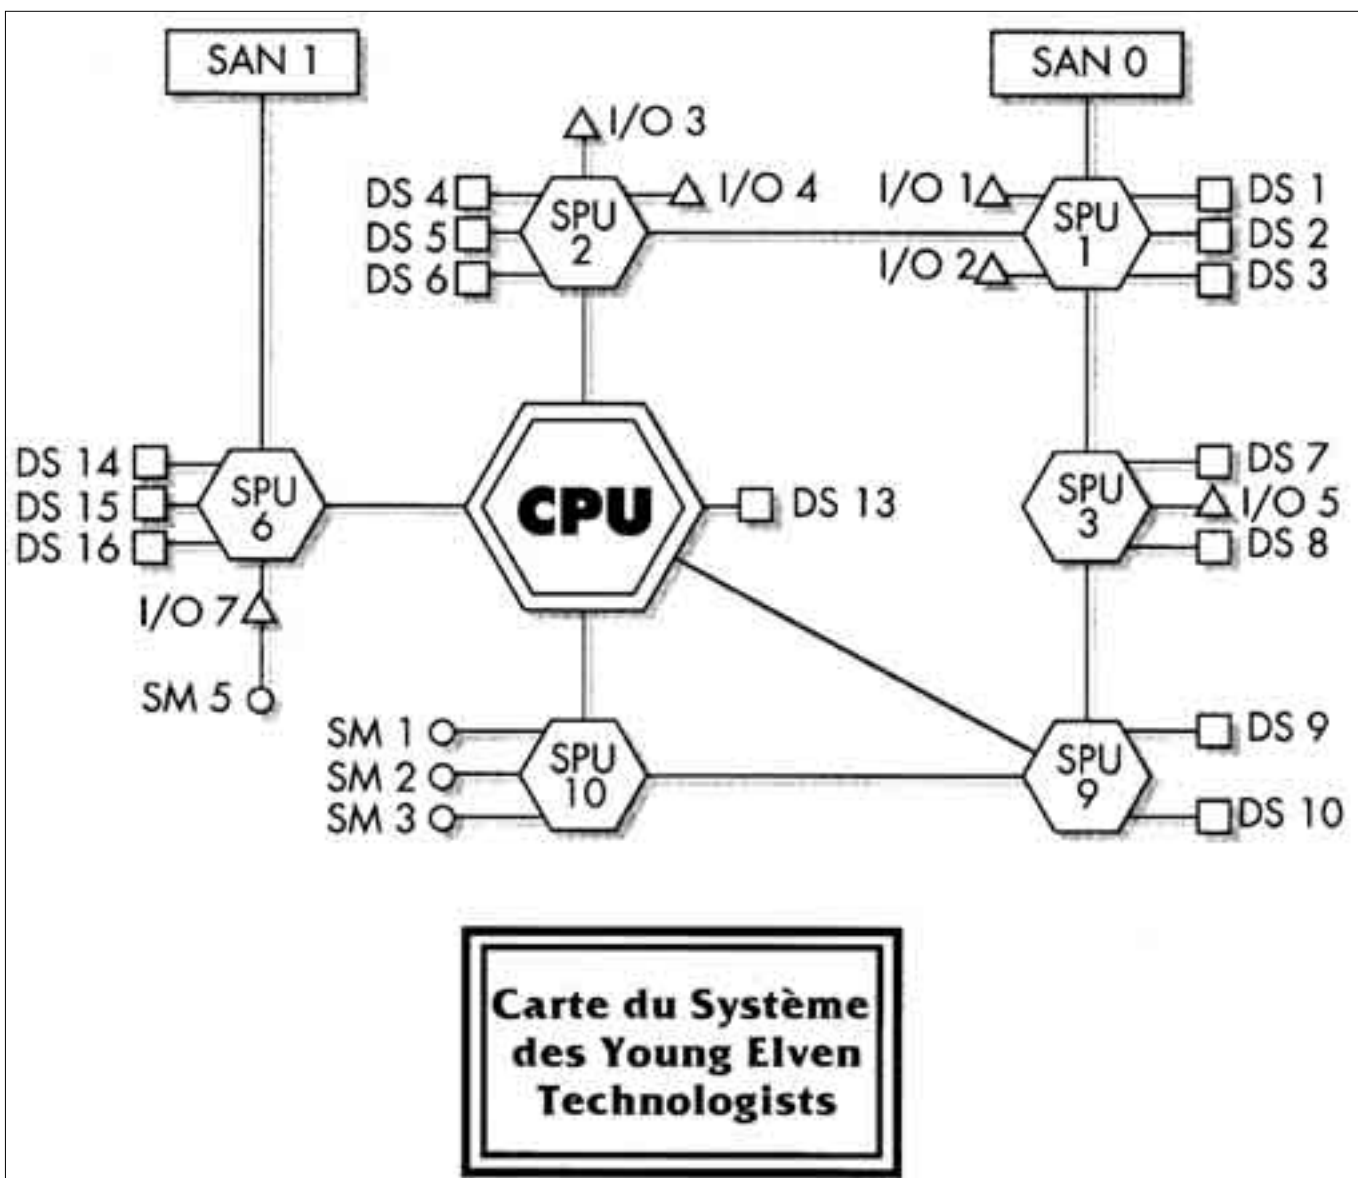 SAN 1
SAN 0
I/O 3
DS 4
I/O 4
I/O 1
DS 1
SPU
2
SPU
1
DS 5
DS 2
DS 6
I/O 2
DS 3
DS 14
SPU
6
DS 15
DS 16
CPU
DS 13
SPU
3
DS 7
I/O 5
DS 8
I/O 7
SM 5
SM 1
SM 2
SM 3
SPU
10
SPU
9
DS 9
DS 10
Carte du Système
des Young Elven
Technologists